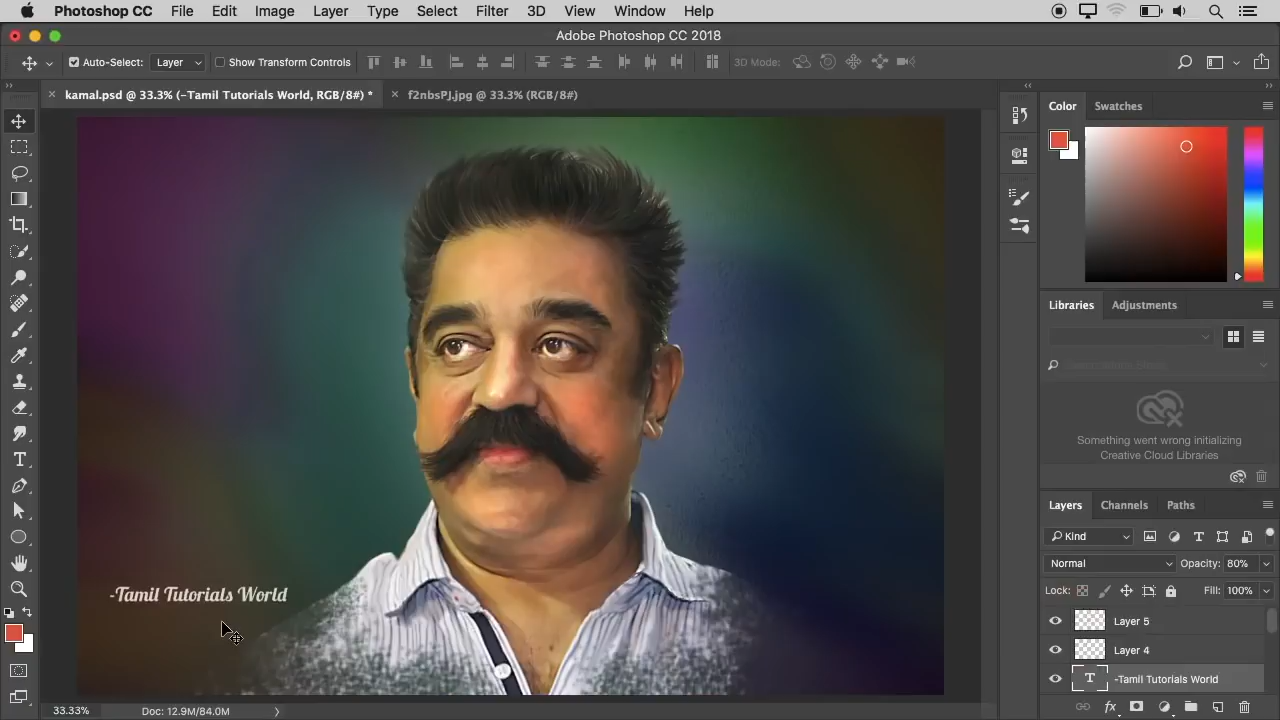 Photoshop CC File Edit Image Layer Type Select Filter 3D View Window Help
Adobe Photoshop CC 2018
Auto-Select: Layer Show Transform Controls 3D Mode:
kamal.psd @ 33.3% (-Tamil Tutorials World, RGB/8#) * f2nbsPJ.jpg @ 33.3% (RGB/8#)
Color Swatches
Libraries Adjustments
Something went wrong initializing
Creative Cloud Libraries
Layers Channels Paths
Kind
Normal Opacity: 80%
Lock: Fill: 100%
Layer 5
Layer 4
T -Tamil Tutorials World
-Tamil Tutorials World
33.33% Doc: 12.9M/84.0M